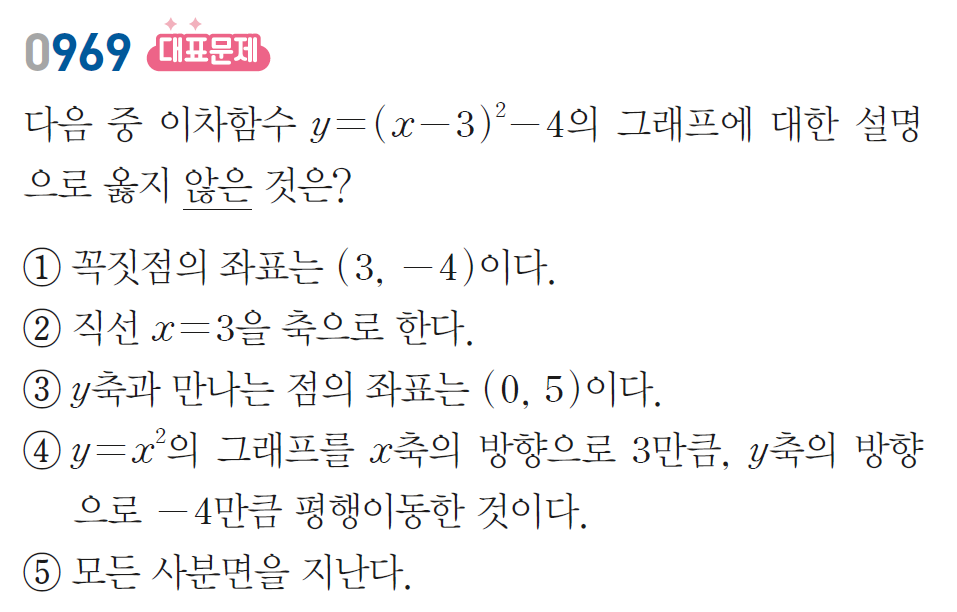 0969 대표문제
다음 중 이차함수 y=(x-3)²-4의 그래프에 대한 설명
으로 옳지 않은 것은?
① 꼭짓점의 좌표는 (3, -4)이다.
② 직선 x=3을 축으로 한다.
③ y축과 만나는 점의 좌표는 (0, 5)이다.
④ y=x²의 그래프를 x축의 방향으로 3만큼, y축의 방향
으로 -4만큼 평행이동한 것이다.
⑤ 모든 사분면을 지난다.